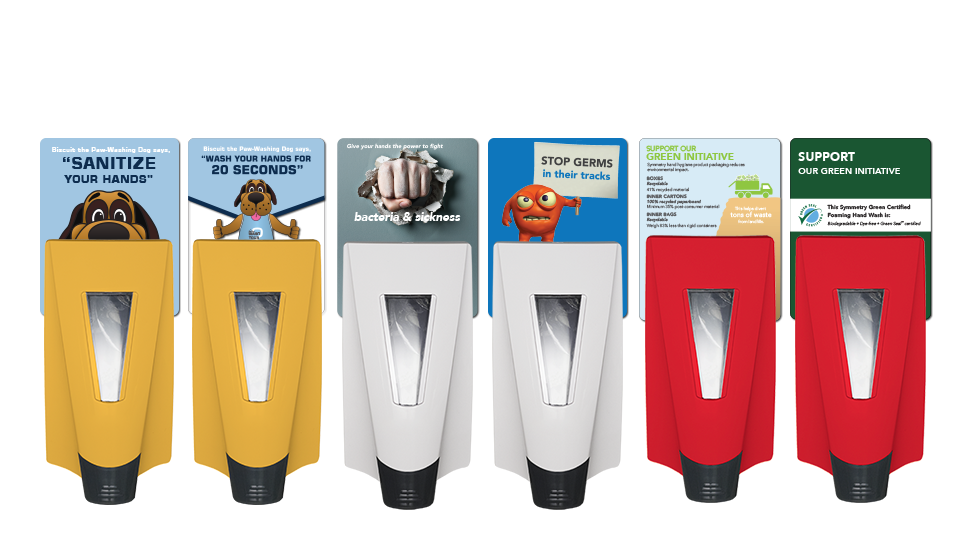 Biscuit the Paw-Washing Dog says,
"SANITIZE
YOUR HANDS"
Biscuit the Paw-Washing Dog says,
"WASH YOUR HANDS FOR
20 SECONDS"
Give your hands the power to fight
bacteria & sickness
STOP GERMS
in their tracks
SUPPORT OUR
GREEN INITIATIVE
Symmetry hand hygiene product packaging reduces
environmental impact.
BOXES
Recyclable
41% recycled material
INNER CARTONS
100% recycled paperboard
Minimum 35% post-consumer material
INNER BAGS
Recyclable
Weigh 85% less than rigid containers
This helps divert
tons of waste
from landfills.
SUPPORT
OUR GREEN INITIATIVE
This Symmetry Green Certified
Foaming Hand Wash is:
Biodegradable • Dye-free • Green Seal™ certified